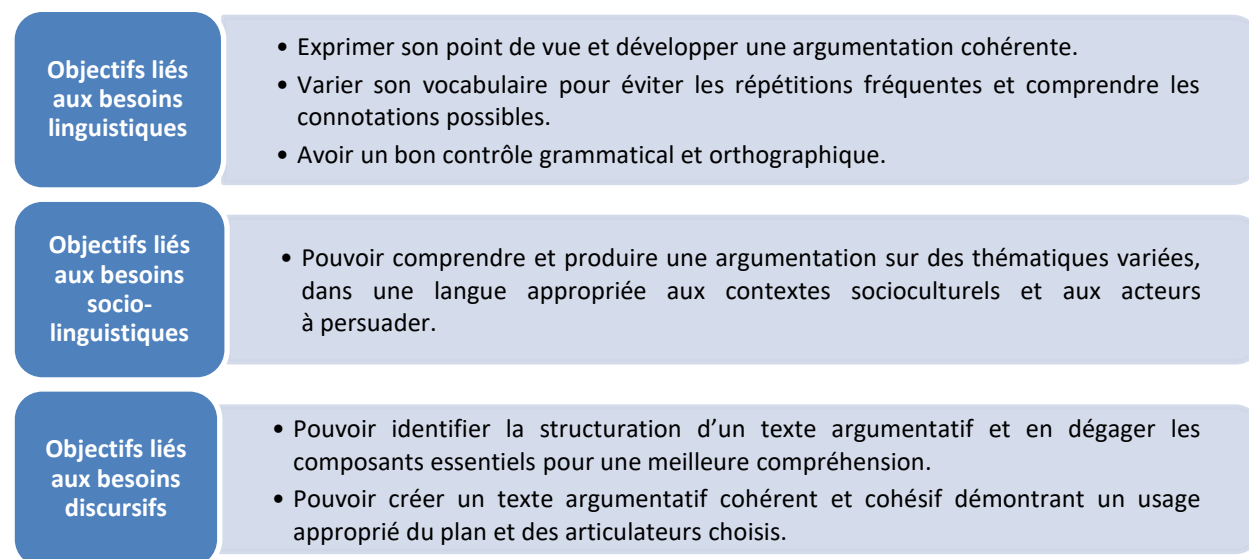 Objectifs liés
aux besoins
linguistiques
• Exprimer son point de vue et développer une argumentation cohérente.
• Varier son vocabulaire pour éviter les répétitions fréquentes et comprendre les
connotations possibles.
• Avoir un bon contrôle grammatical et orthographique.
Objectifs liés
aux besoins
socio-
linguistiques
• Pouvoir comprendre et produire une argumentation sur des thématiques variées,
dans une langue appropriée aux contextes socioculturels et aux acteurs
à persuader.
Objectifs liés
aux besoins
discursifs
• Pouvoir identifier la structuration d’un texte argumentatif et en dégager les
composants essentiels pour une meilleure compréhension.
• Pouvoir créer un texte argumentatif cohérent et cohésif démontrant un usage
approprié du plan et des articulateurs choisis.